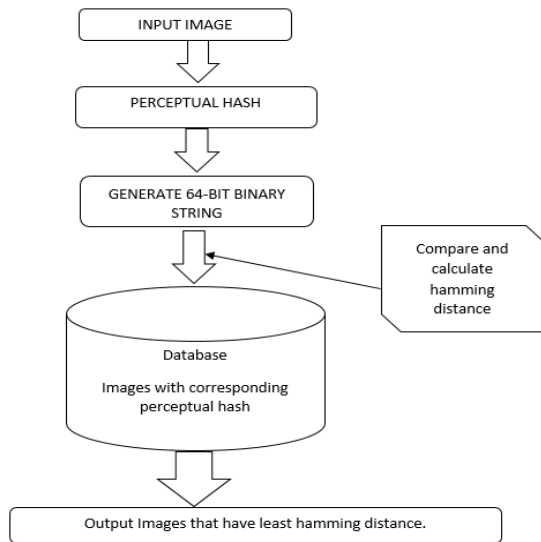 INPUT IMAGE
PERCEPTUAL HASH
GENERATE 64-BIT BINARY
STRING
Compare and
calculate
hamming
distance
Database
Images with corresponding
perceptual hash
Output Images that have least hamming distance.